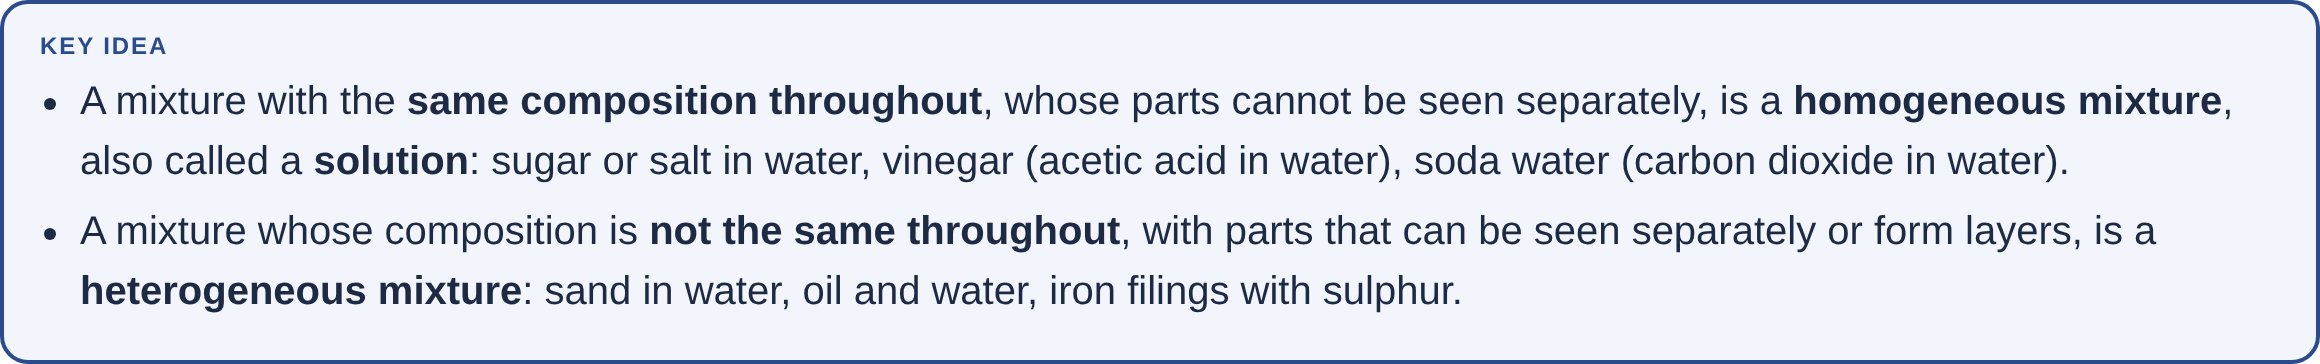 KEY IDEA
• A mixture with the same composition throughout, whose parts cannot be seen separately, is a homogeneous mixture,
also called a solution: sugar or salt in water, vinegar (acetic acid in water), soda water (carbon dioxide in water).
• A mixture whose composition is not the same throughout, with parts that can be seen separately or form layers, is a
heterogeneous mixture: sand in water, oil and water, iron filings with sulphur.